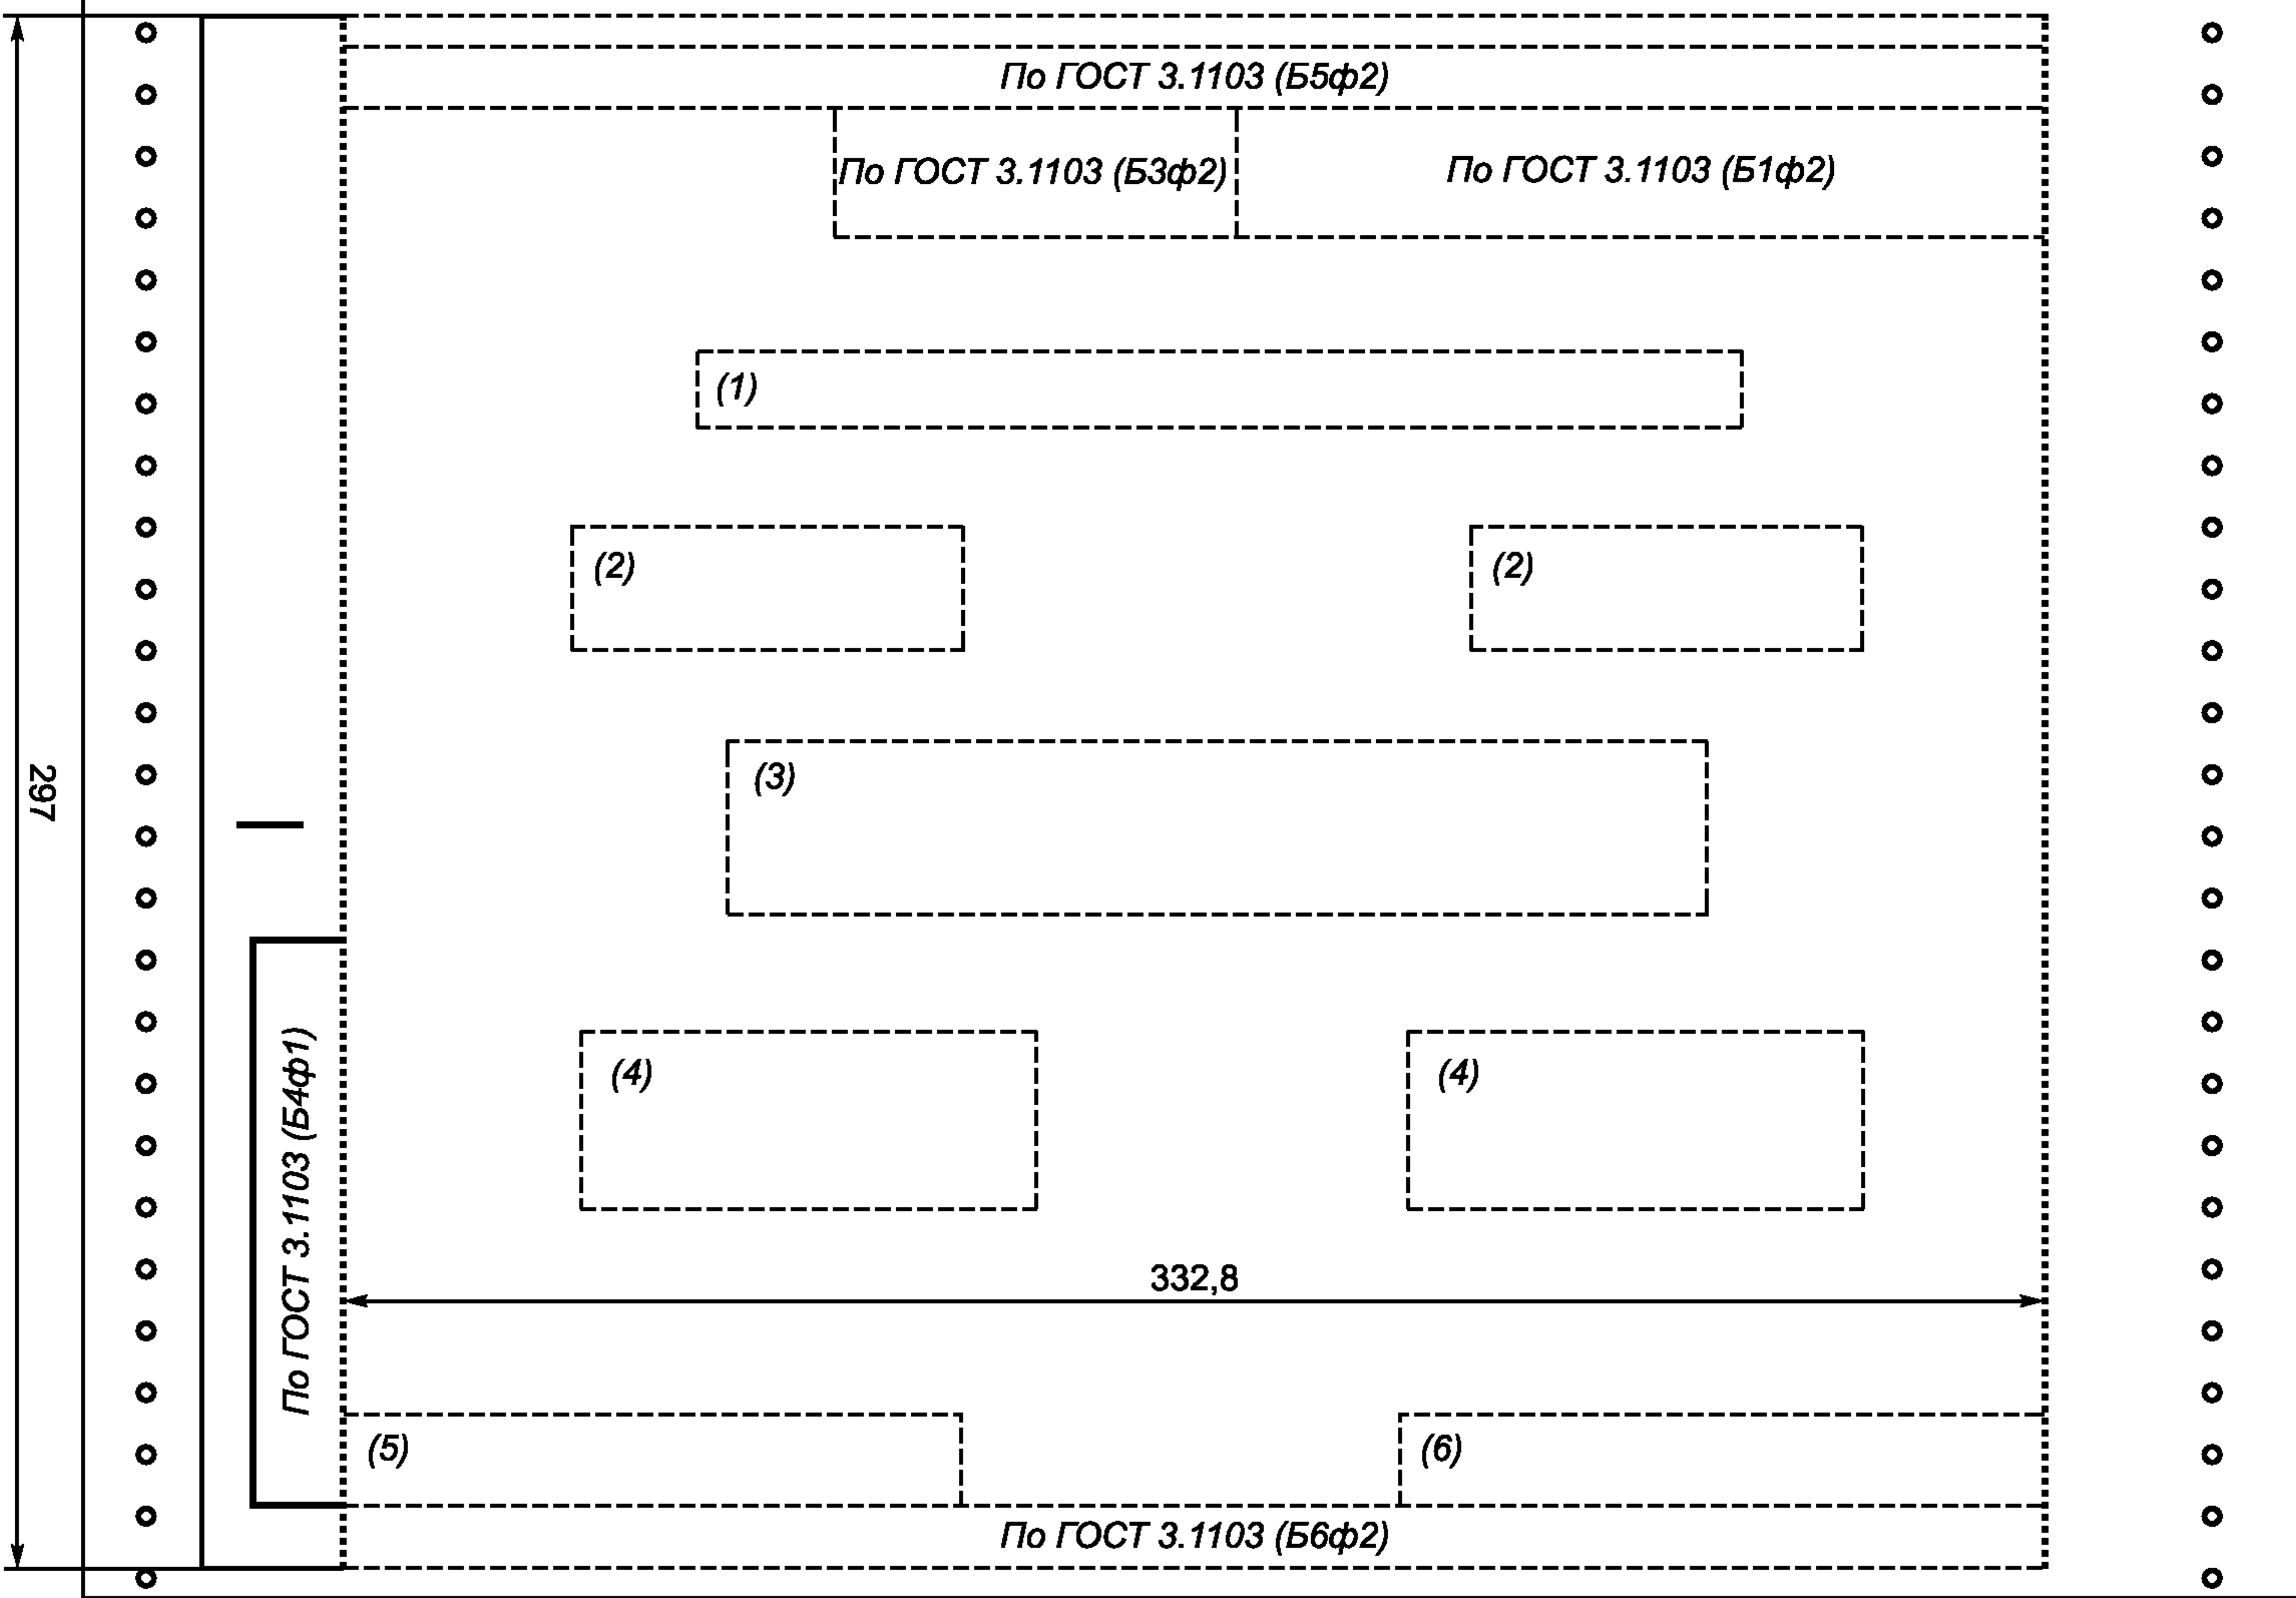 По ГОСТ 3.1103 (Б5ф2)
По ГОСТ 3.1103 (Б3ф2)
По ГОСТ 3.1103 (Б1ф2)
(1)
(2)
(2)
(3)
297
(4)
(4)
По ГОСТ 3.1103 (Б4ф1)
332,8
(5)
(6)
По ГОСТ 3.1103 (Б6ф2)